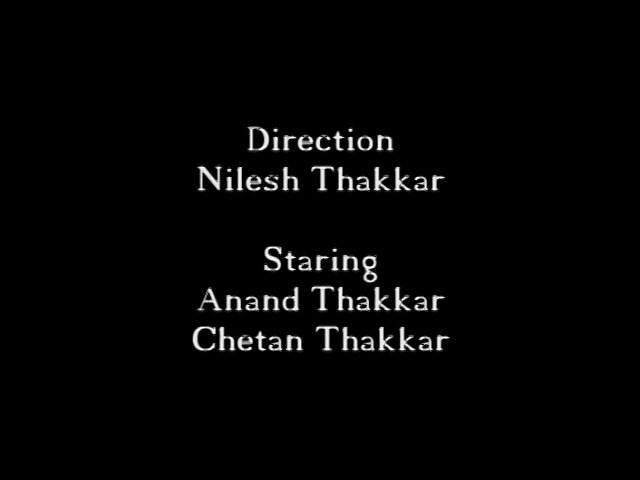 Direction
Nilesh Thakkar
Staring
Anand Thakkar
Chetan Thakkar